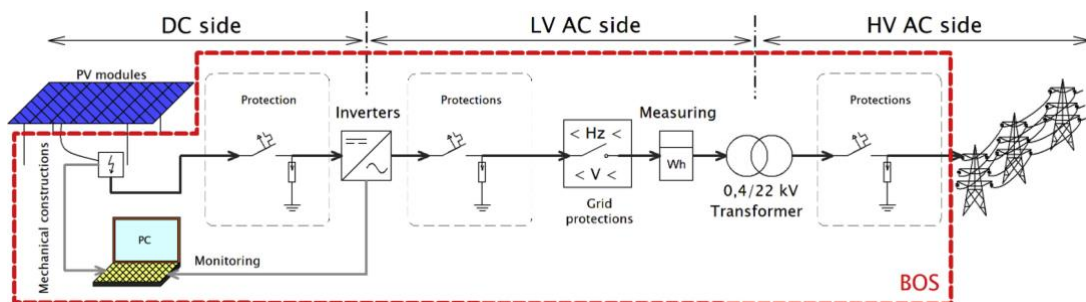 DC side
LV AC side
HV AC side
PV modules
Protection
Inverters
Protections
Measuring
Protections
< Hz <
< V <
Wh
Grid
protections
0,4/22 kV
Transformer
Mechanical constructions
PC
Monitoring
BOS